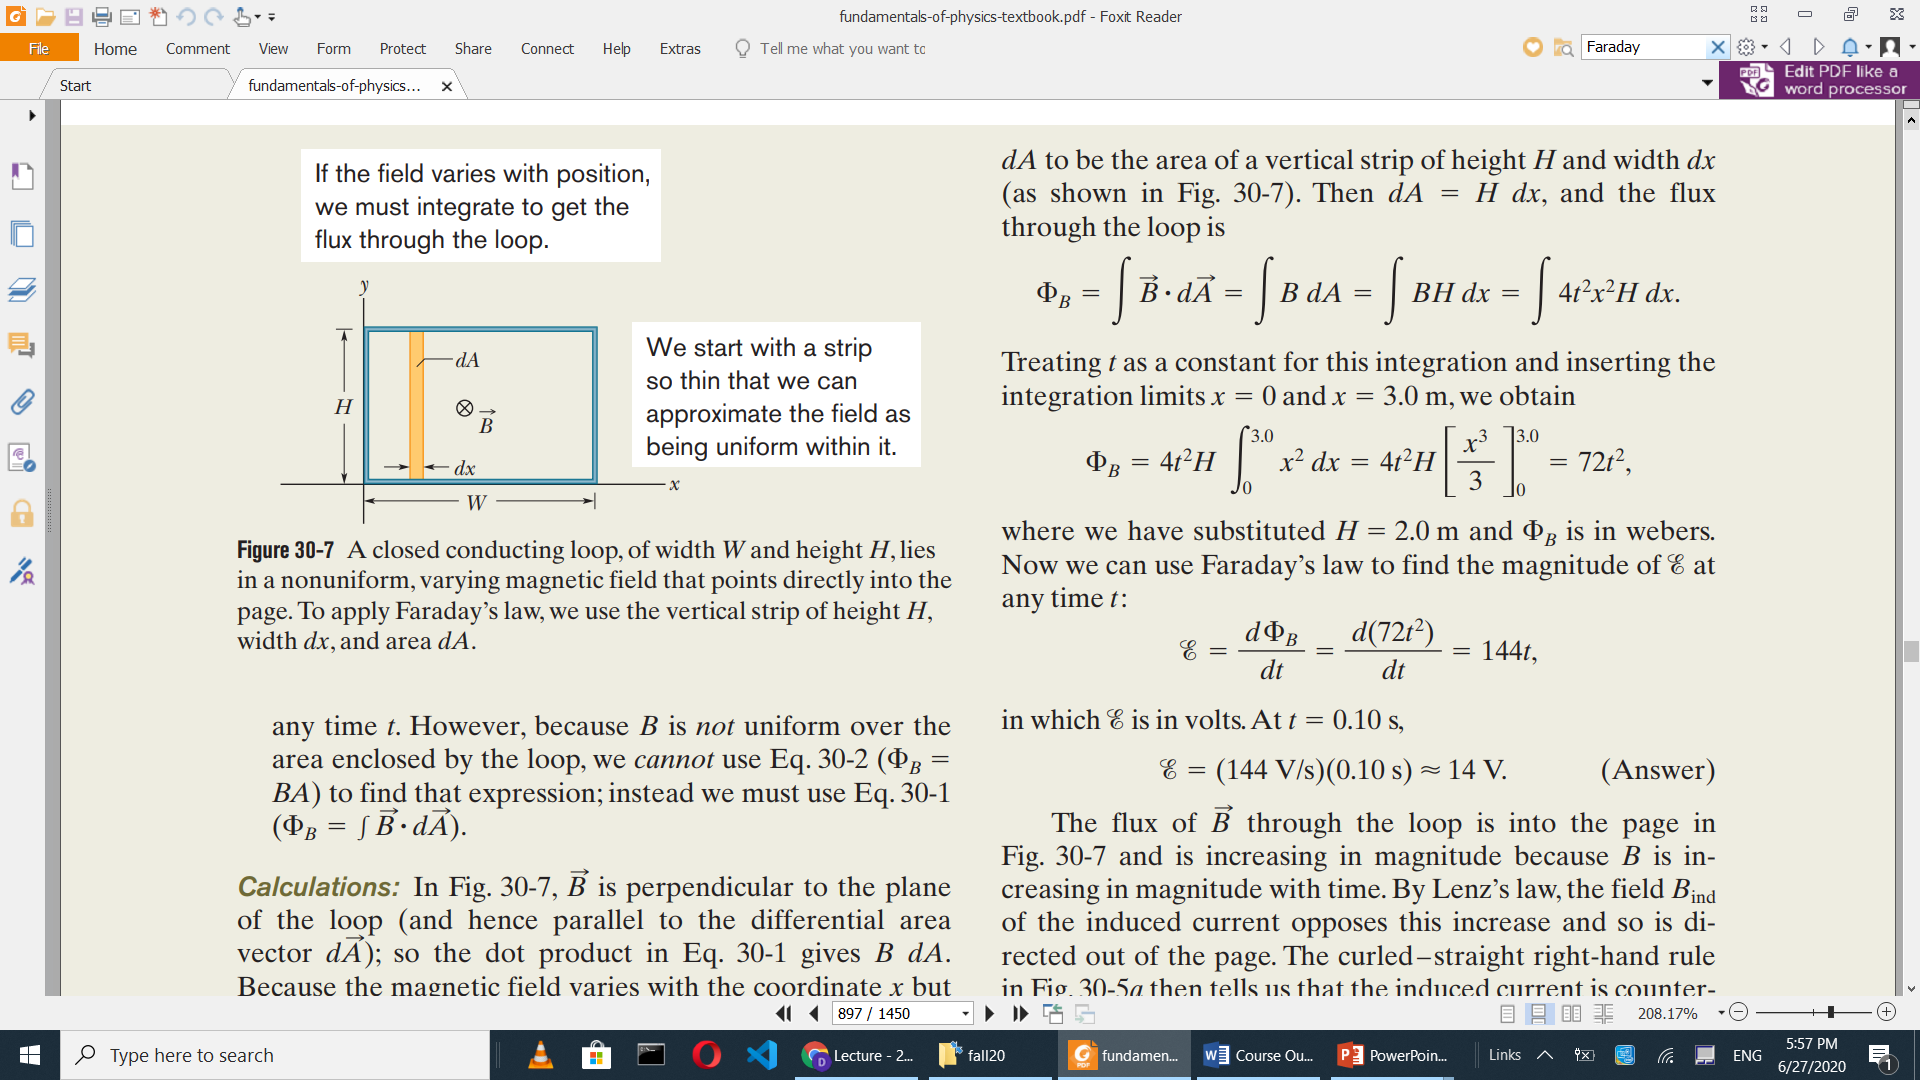 fundamentals-of-physics-textbook.pdf - Foxit Reader
File Home Comment View Form Protect Share Connect Help Extras Tell me what you want to
Faraday
Start
fundamentals-of-physics...
Edit PDF like a
word processor
If the field varies with position,
we must integrate to get the
flux through the loop.
y
dA
H
B⃗
dx
x
W
We start with a strip
so thin that we can
approximate the field as
being uniform within it.
Figure 30-7 A closed conducting loop, of width W and height H, lies
in a nonuniform, varying magnetic field that points directly into the
page. To apply Faraday's law, we use the vertical strip of height H,
width dx, and area dA.
any time t. However, because B is not uniform over the
area enclosed by the loop, we cannot use Eq. 30-2 (Φ_B =
BA) to find that expression; instead we must use Eq. 30-1
(Φ_B = ∫ B⃗ · dA⃗).
Calculations: In Fig. 30-7, B⃗ is perpendicular to the plane
of the loop (and hence parallel to the differential area
vector dA⃗); so the dot product in Eq. 30-1 gives B dA.
Because the magnetic field varies with the coordinate x but
dA to be the area of a vertical strip of height H and width dx
(as shown in Fig. 30-7). Then dA = H dx, and the flux
through the loop is
Φ_B = ∫ B⃗ · dA⃗ = ∫ B dA = ∫ BH dx = ∫ 4t²x²H dx.
Treating t as a constant for this integration and inserting the
integration limits x = 0 and x = 3.0 m, we obtain
Φ_B = 4t²H ∫₀^3.0 x² dx = 4t²H [x³/3]₀^3.0 = 72t²,
where we have substituted H = 2.0 m and Φ_B is in webers.
Now we can use Faraday's law to find the magnitude of ℰ at
any time t:
ℰ = dΦ_B/dt = d(72t²)/dt = 144t,
in which ℰ is in volts. At t = 0.10 s,
ℰ = (144 V/s)(0.10 s) ≈ 14 V. (Answer)
The flux of B⃗ through the loop is into the page in
Fig. 30-7 and is increasing in magnitude because B is in-
creasing in magnitude with time. By Lenz's law, the field B_ind
of the induced current opposes this increase and so is di-
rected out of the page. The curled–straight right-hand rule
in Fig. 30-5a then tells us that the induced current is counter-
897 / 1450
208.17%
Type here to search
Lecture - 2...
fall20
fundamen...
Course Ou...
PowerPoin...
Links
ENG
5:57 PM
6/27/2020
1